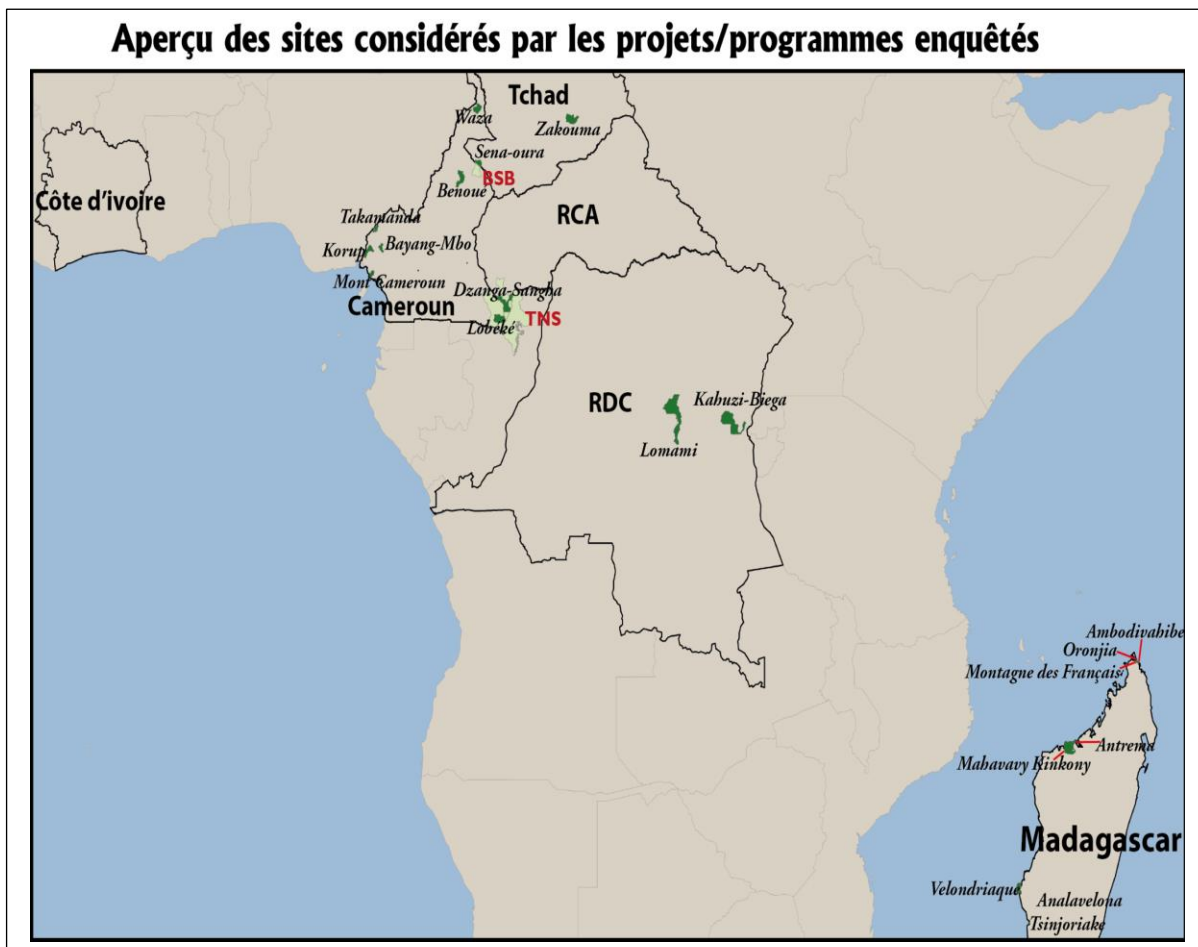 Aperçu des sites considérés par les projets/programmes enquêtés
Tchad
Waza
Zakouma
Sena-oura
BSB
Benoue
Côte d'ivoire
RCA
Takamanda
Korup
Bayang-Mbo
Mont Cameroun
Dzanga-Sangha
Cameroun
Lobéké
TNS
RDC
Kahuzi-Biega
Lomami
Ambodivahibe
Oronjia
Montagne des Français
Antrema
Mahavavy Kinkony
Madagascar
Velondriaque
Analavelona
Tsinjoriake